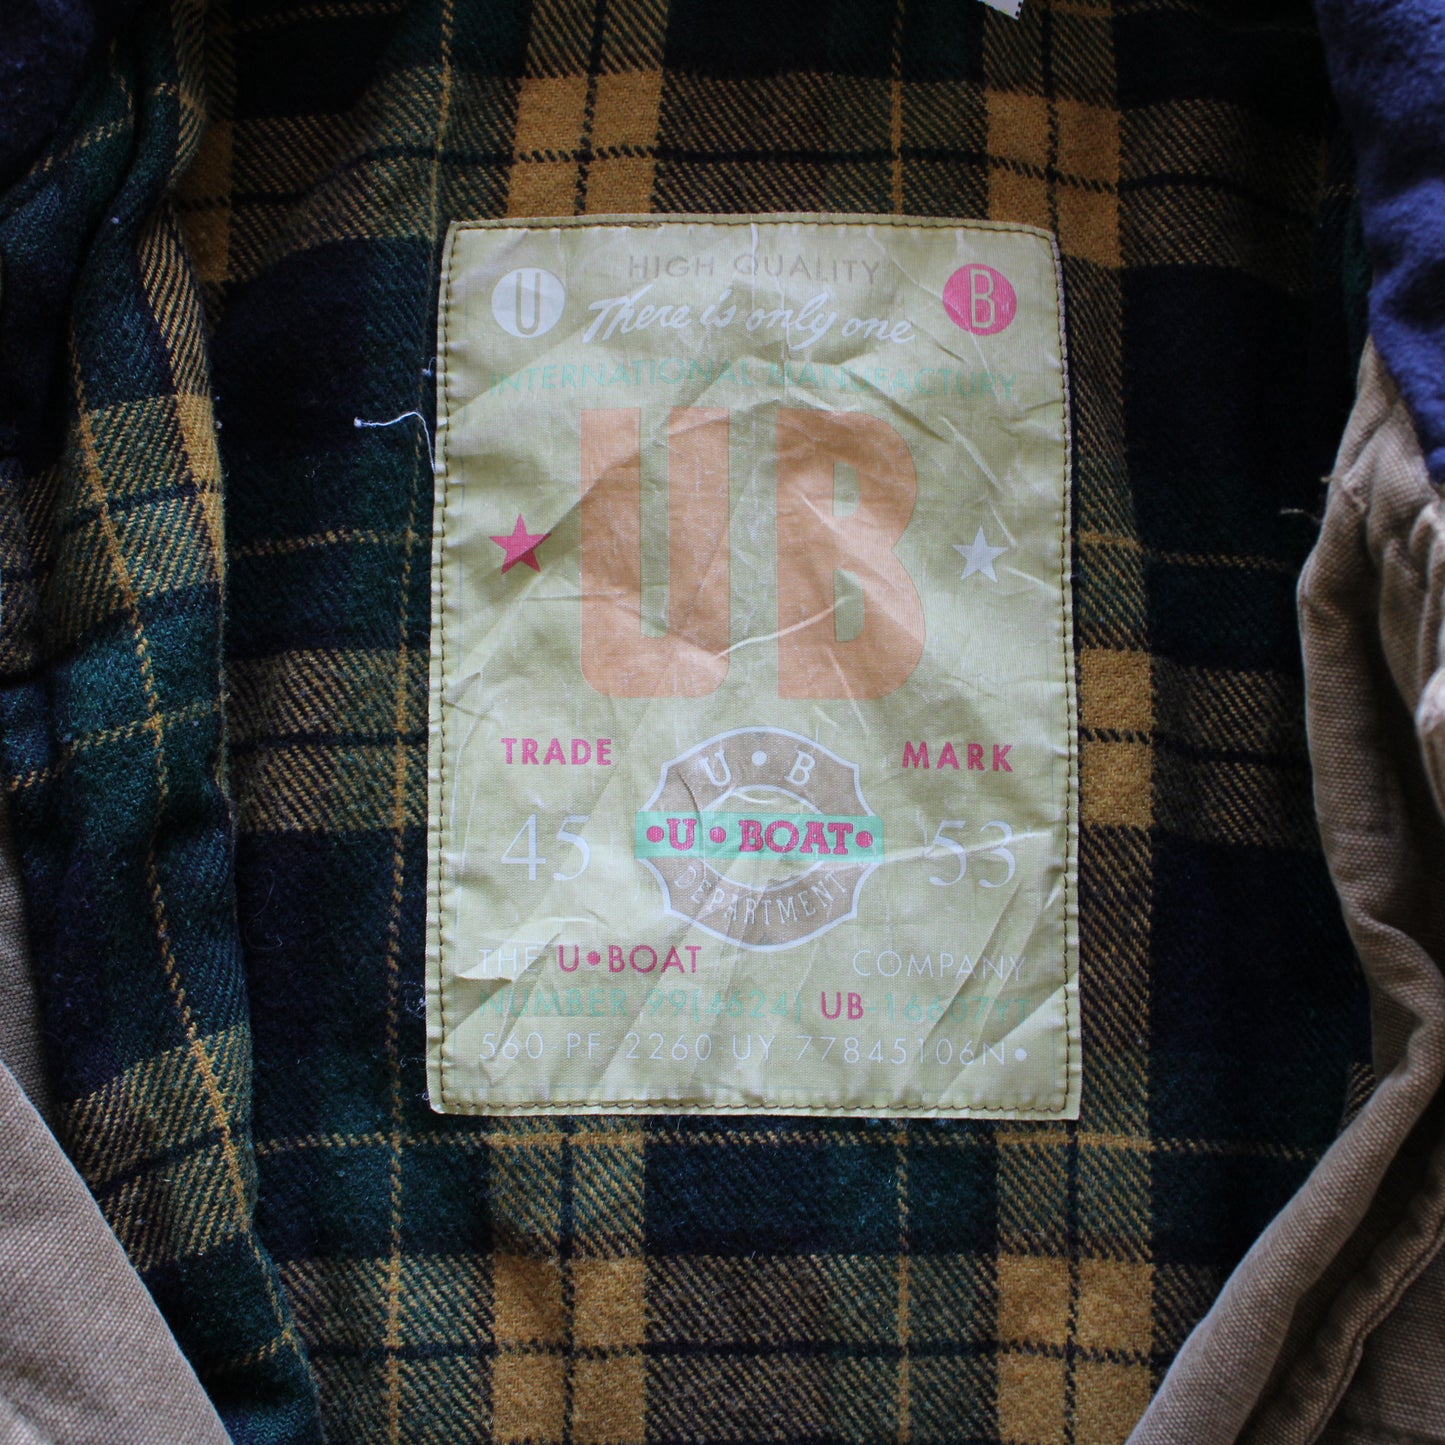 HIGH QUALITY
U There is only one B
INTERNATIONAL MANUFACTURY
UB
U • B
TRADE MARK
45 • U • BOAT • 53
DEPARTMENT
THE U•BOAT COMPANY
NUMBER 99146241 UB
560 PF 2260 UY 77845106N •